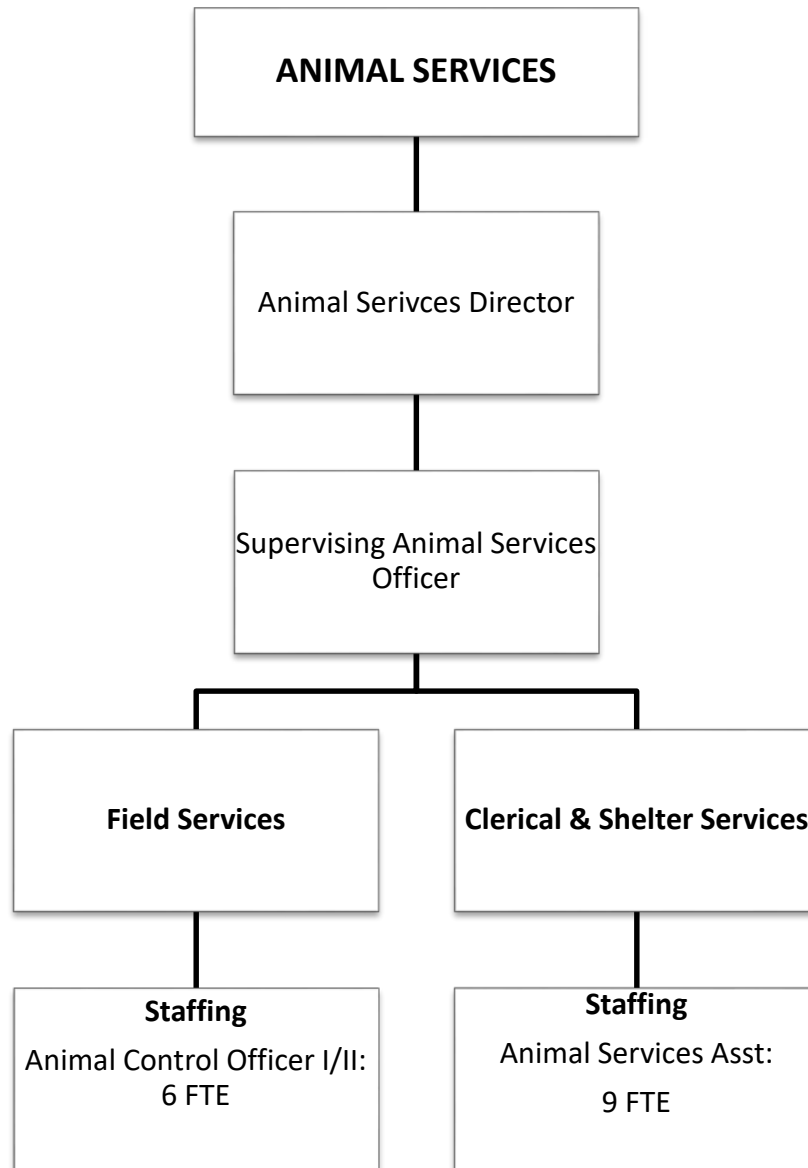 ANIMAL SERVICES
Animal Serivces Director
Supervising Animal Services
Officer
Field Services
Clerical & Shelter Services
Staffing
Animal Control Officer I/II:
6 FTE
Staffing
Animal Services Asst:
9 FTE